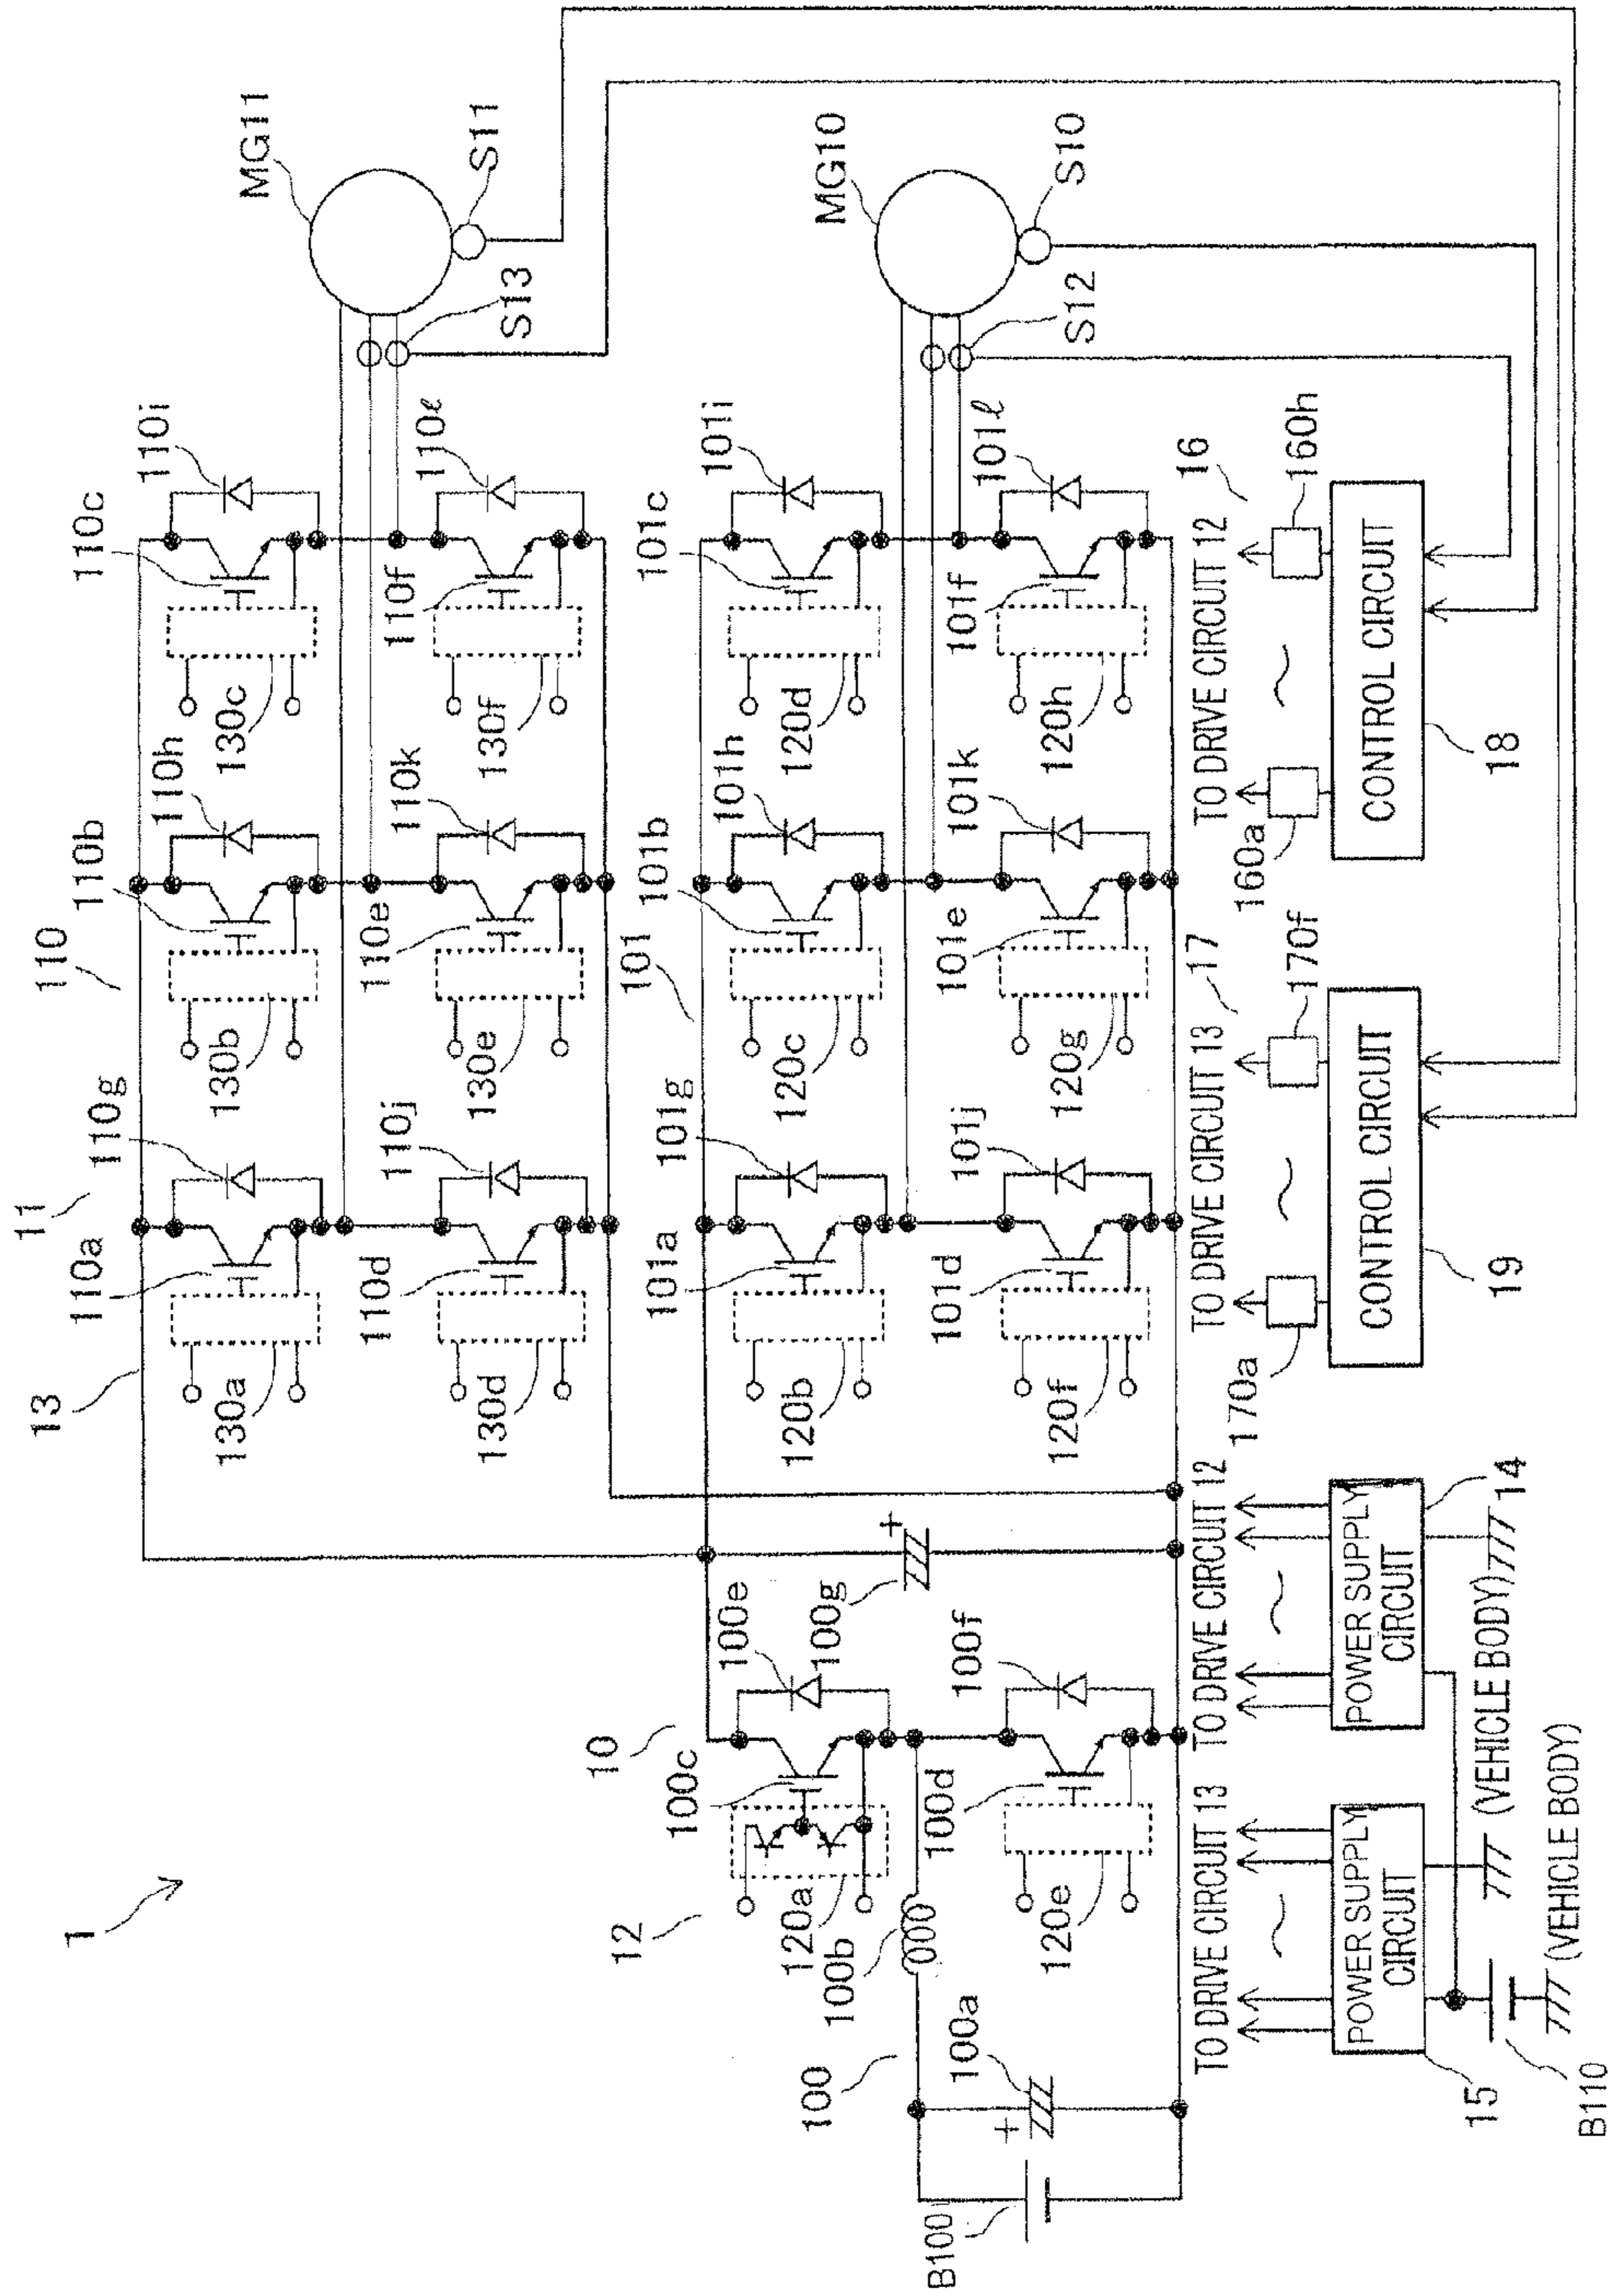 1
13
11
110
110a
110g
110b
110h
110c
110i
MG11
S11
S13
130a
130b
130c
110d
110j
110e
110k
110f
110ℓ
130d
130e
130f
12
10
100c
100e
101
101a
101g
101b
101h
101c
101i
MG10
S10
S12
120a
100b
100g
120b
120c
120d
100
100a
100d
100f
101d
101j
101e
101k
101f
101ℓ
B100
120e
120f
120g
120h
TO DRIVE CIRCUIT 13
TO DRIVE CIRCUIT 12
TO DRIVE CIRCUIT 13
17
TO DRIVE CIRCUIT 12
16
170a
170f
160a
160h
POWER SUPPLY
CIRCUIT
POWER SUPPLY
CIRCUIT
CONTROL CIRCUIT
CONTROL CIRCUIT
15
14
19
18
(VEHICLE BODY)
(VEHICLE BODY)
B110